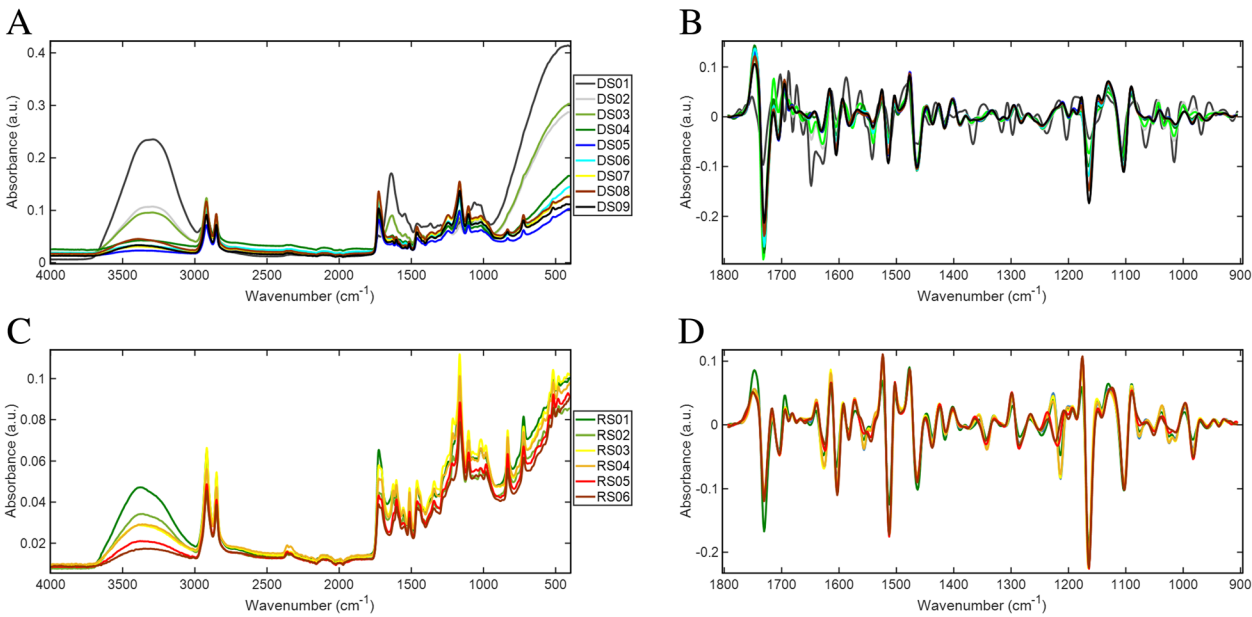 A
Absorbance (a.u.)
0.4
0.3
0.2
0.1
0
4000 3500 3000 2500 2000 1500 1000 500
Wavenumber (cm-1)
DS01
DS02
DS03
DS04
DS05
DS06
DS07
DS08
DS09
B
Absorbance (a.u.)
0.1
0
-0.1
-0.2
1800 1700 1600 1500 1400 1300 1200 1100 1000 900
Wavenumber (cm-1)
C
Absorbance (a.u.)
0.1
0.08
0.06
0.04
0.02
4000 3500 3000 2500 2000 1500 1000 500
Wavenumber (cm-1)
RS01
RS02
RS03
RS04
RS05
RS06
D
Absorbance (a.u.)
0.1
0
-0.1
-0.2
1800 1700 1600 1500 1400 1300 1200 1100 1000 900
Wavenumber (cm-1)